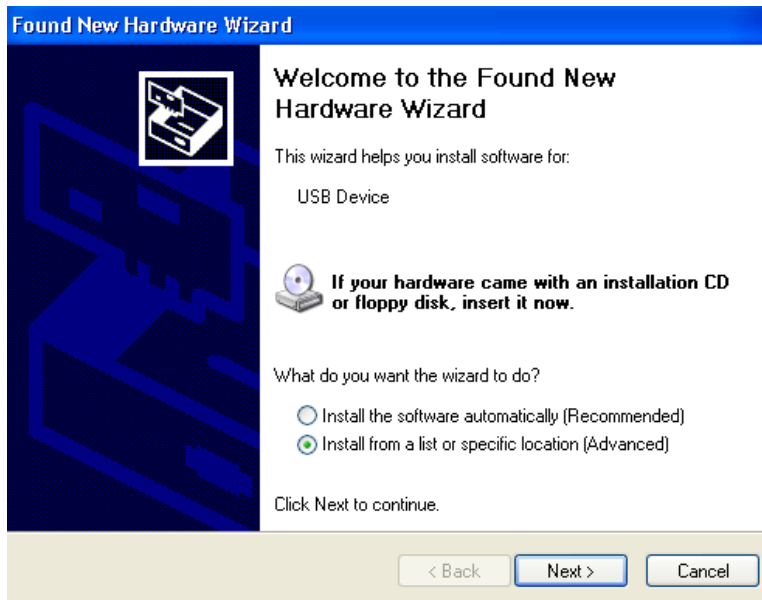 Found New Hardware Wizard
Welcome to the Found New
Hardware Wizard
This wizard helps you install software for:
USB Device
If your hardware came with an installation CD
or floppy disk, insert it now.
What do you want the wizard to do?
Install the software automatically (Recommended)
Install from a list or specific location (Advanced)
Click Next to continue.
< Back Next > Cancel